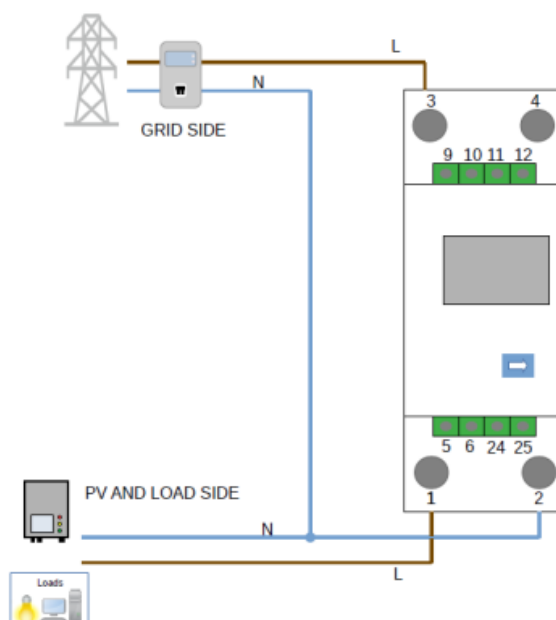 L
N
GRID SIDE
3 4
9 10 11 12
5 6 24 25
PV AND LOAD SIDE
1 2
N
L
Loads